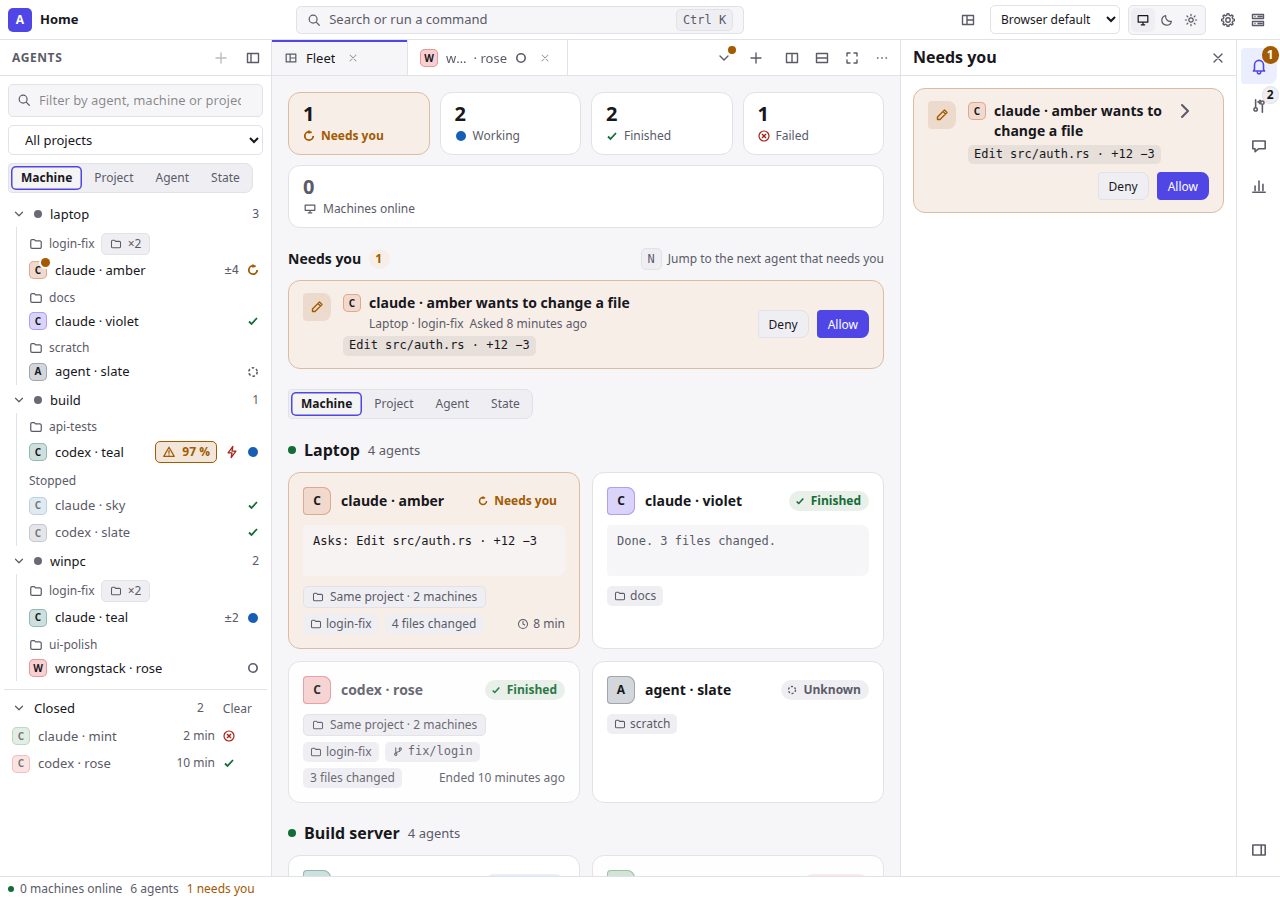 A Home
Search or run a command Ctrl K
Browser default
AGENTS
Filter by agent, machine or projec
All projects
Machine Project Agent State
laptop 3
login-fix ×2
C claude · amber ±4
docs
C claude · violet
scratch
A agent · slate
build 1
api-tests
C codex · teal 97 %
Stopped
C claude · sky
C codex · slate
winpc 2
login-fix ×2
C claude · teal ±2
ui-polish
W wrongstack · rose
Closed 2 Clear
C claude · mint 2 min
C codex · rose 10 min
Fleet
W w… · rose
1
Needs you
2
Working
2
Finished
1
Failed
0
Machines online
Needs you 1
N Jump to the next agent that needs you
C claude · amber wants to change a file
Laptop · login-fix Asked 8 minutes ago
Edit src/auth.rs · +12 −3
Deny Allow
Machine Project Agent State
Laptop 4 agents
C claude · amber Needs you
Asks: Edit src/auth.rs · +12 −3
Same project · 2 machines
login-fix 4 files changed 8 min
C claude · violet Finished
Done. 3 files changed.
docs
C codex · rose Finished
Same project · 2 machines
login-fix fix/login
3 files changed Ended 10 minutes ago
A agent · slate Unknown
scratch
Build server 4 agents
Needs you
C claude · amber wants to
change a file
Edit src/auth.rs · +12 −3
Deny Allow
1
2
0 machines online 6 agents 1 needs you